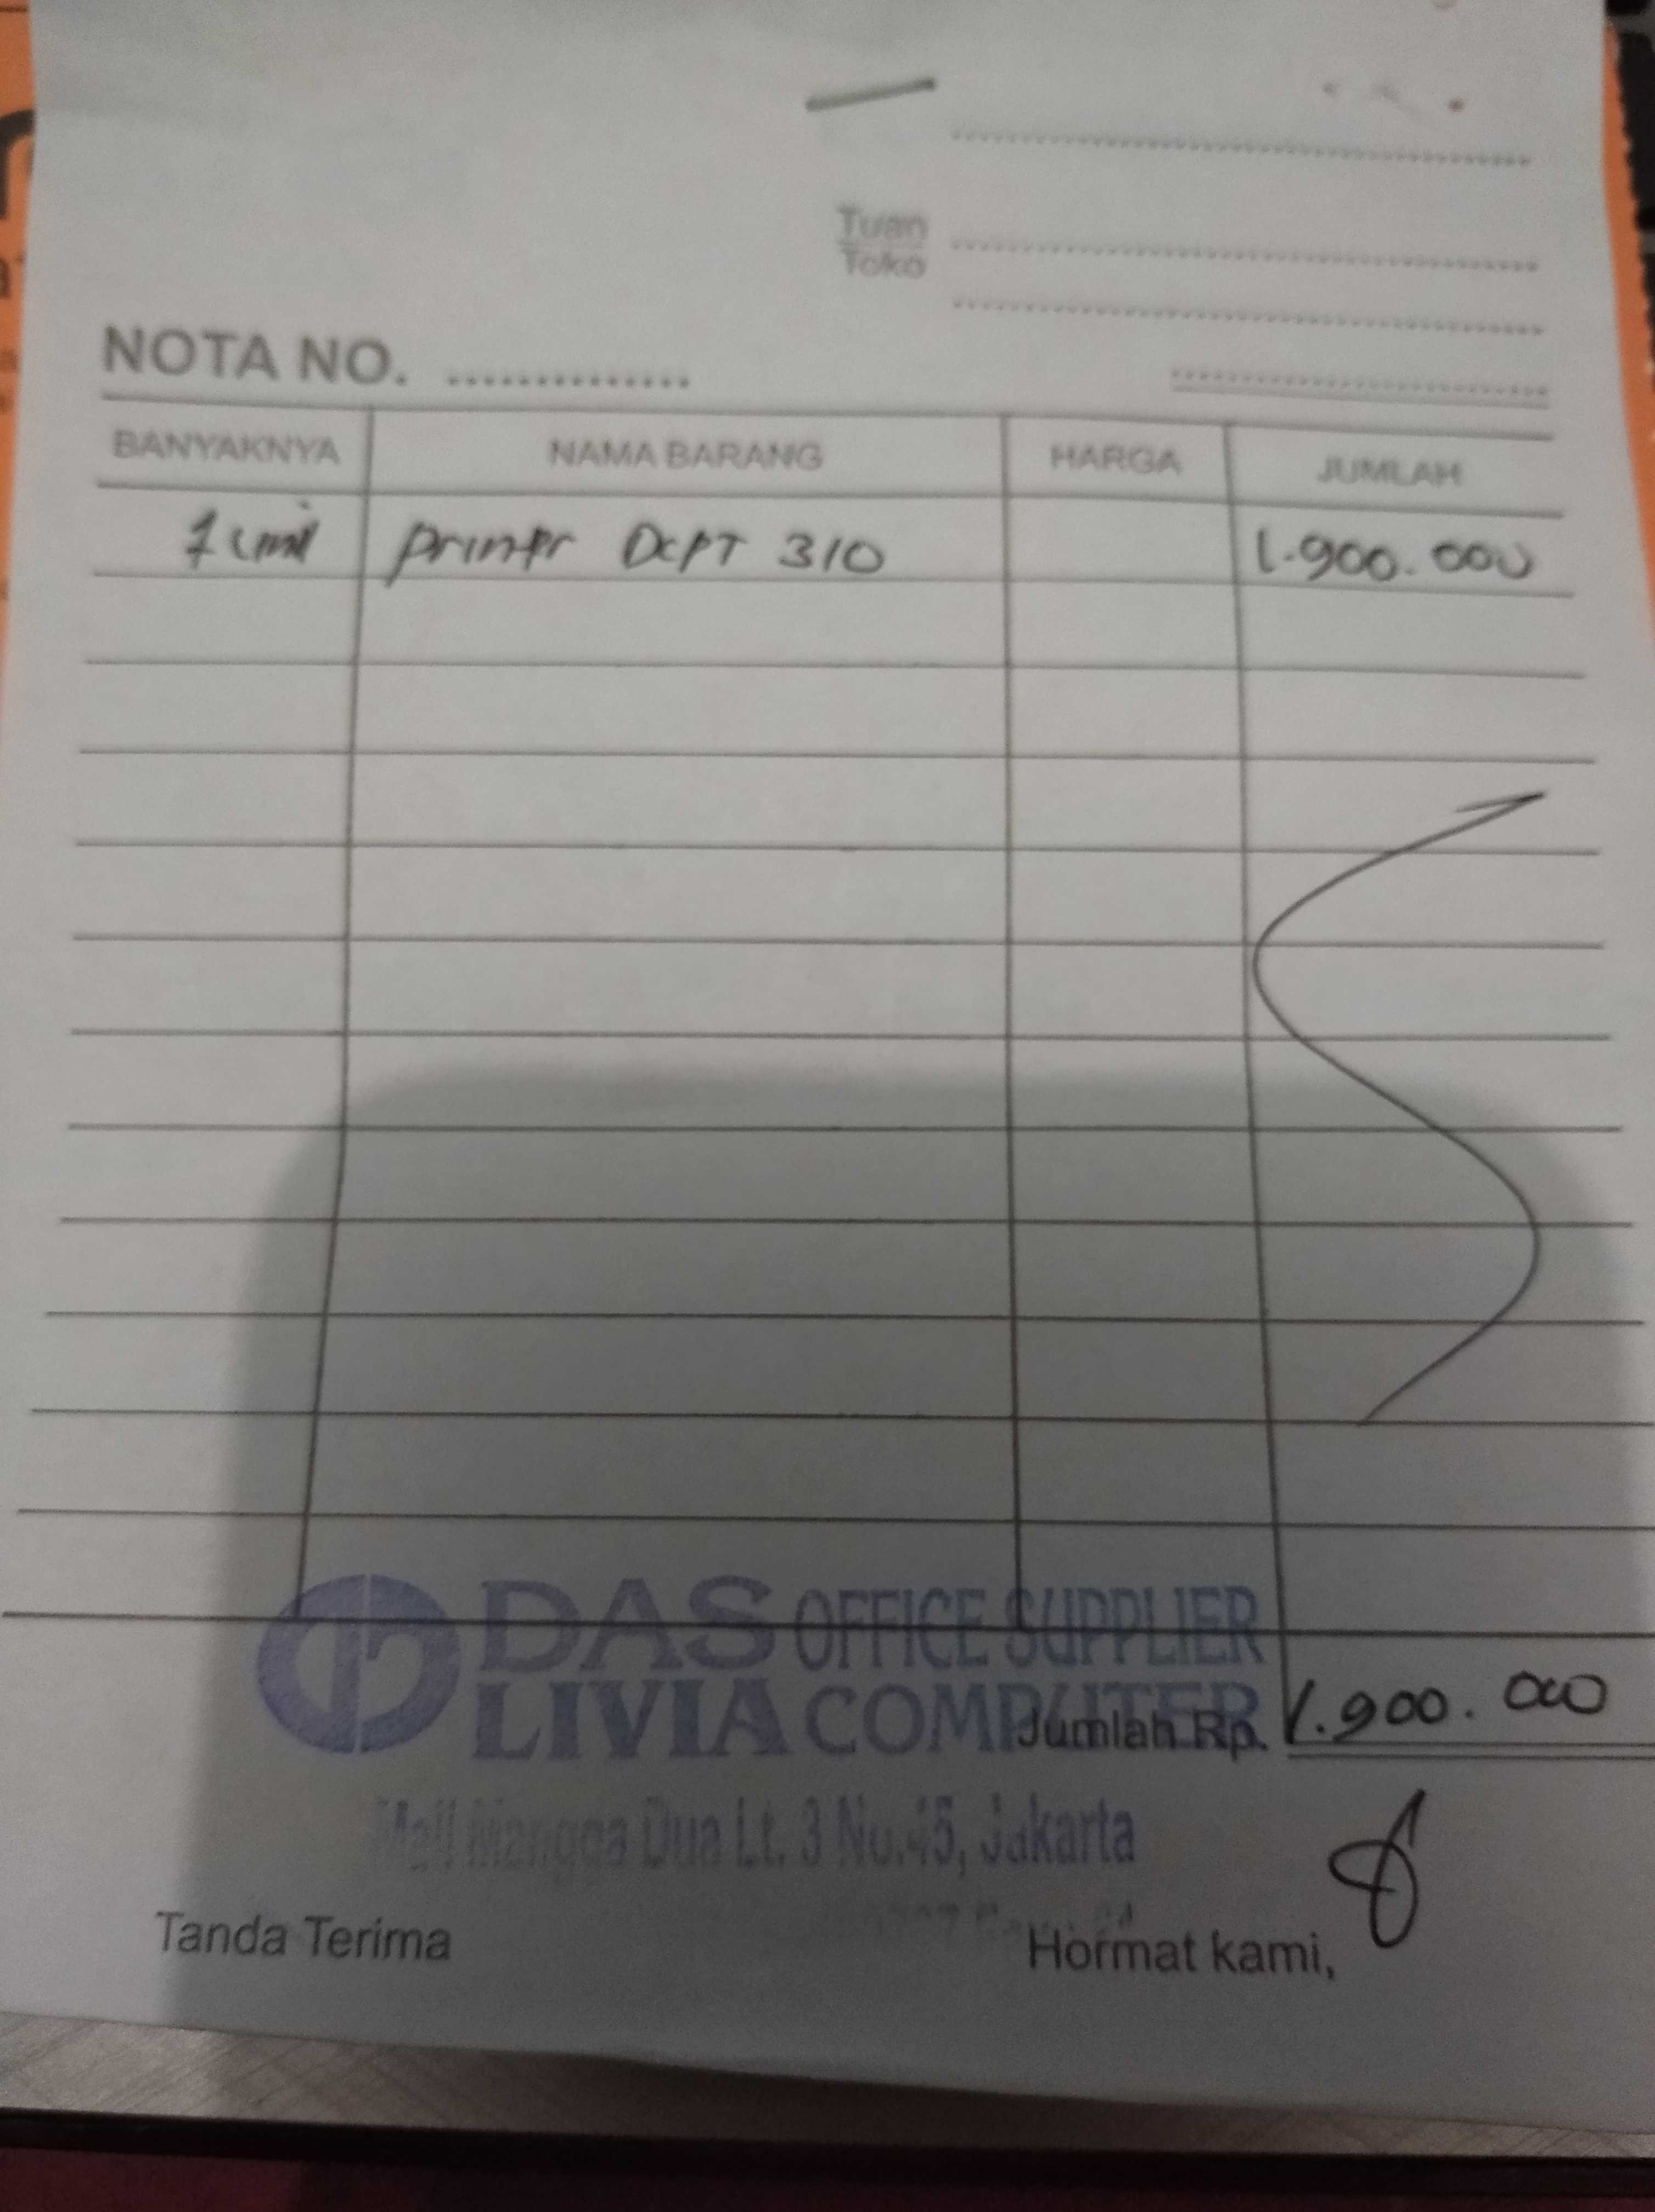 Tuan
Toko
NOTA NO. ..............
BANYAKNYA NAMA BARANG HARGA JUMLAH
1 unit printer DCPT 310 1.900.000
DAS OFFICE SUPPLIER
LIVIA COMPUTER
Jumlah Rp. 1.900.000
Mall Mangga Dua Lt. 3 No.45, Jakarta
Tanda Terima Hormat kami,